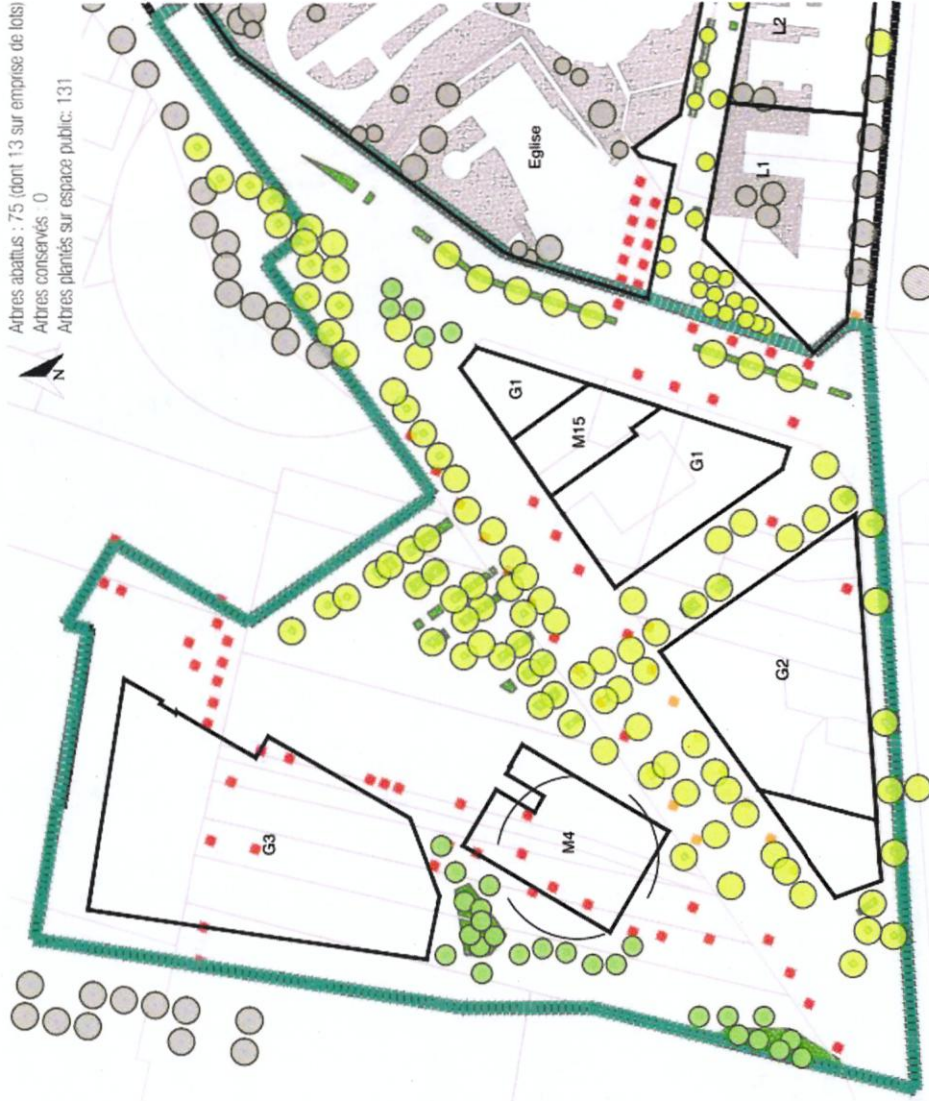 Arbres abattus : 75 (dont 13 sur emprise de lots)
Arbres conservés : 0
Arbres plantés sur espace public: 131
N
L2
Eglise
L1
G1
M15
G1
G2
G3
M4